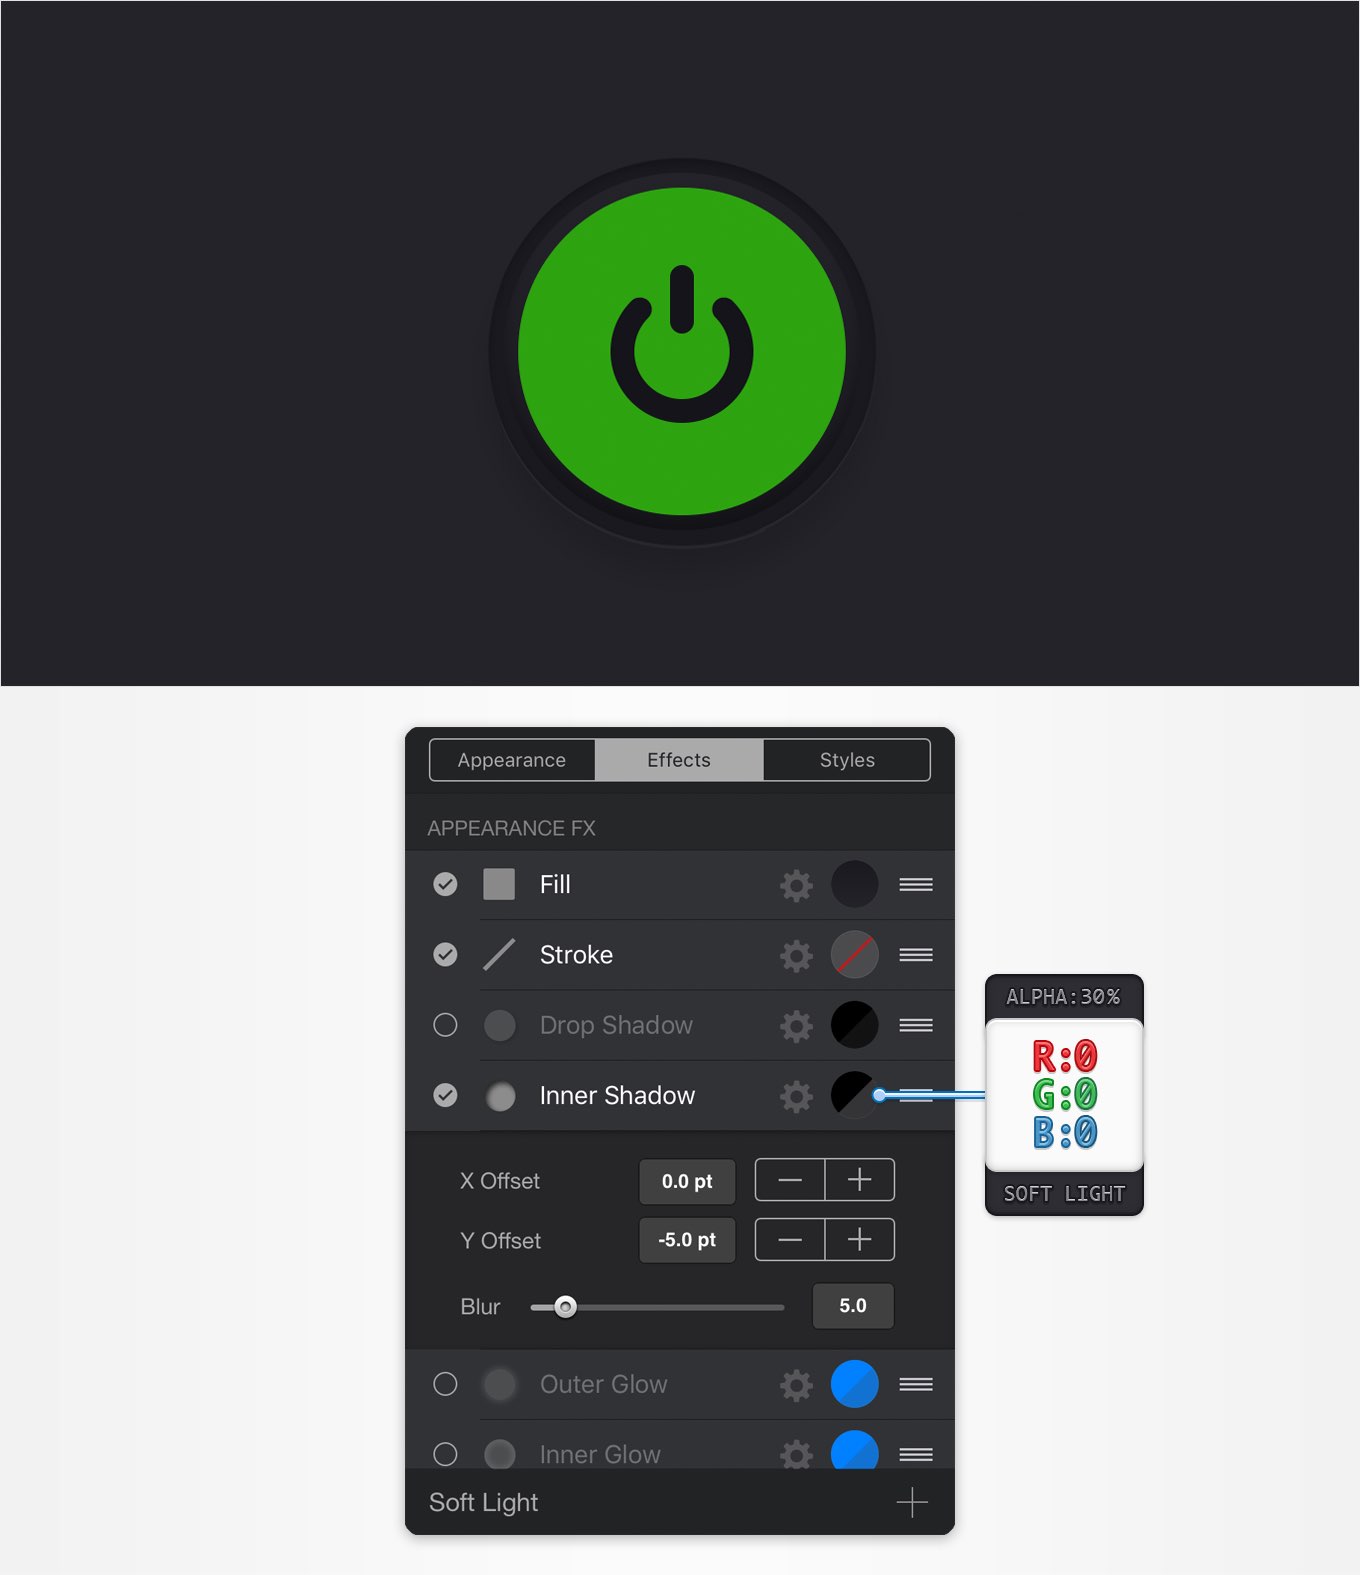 Appearance Effects Styles
APPEARANCE FX
Fill
Stroke
Drop Shadow
Inner Shadow
X Offset 0.0 pt
Y Offset -5.0 pt
Blur 5.0
Outer Glow
Inner Glow
Soft Light
ALPHA:30%
R:0
G:0
B:0
SOFT LIGHT